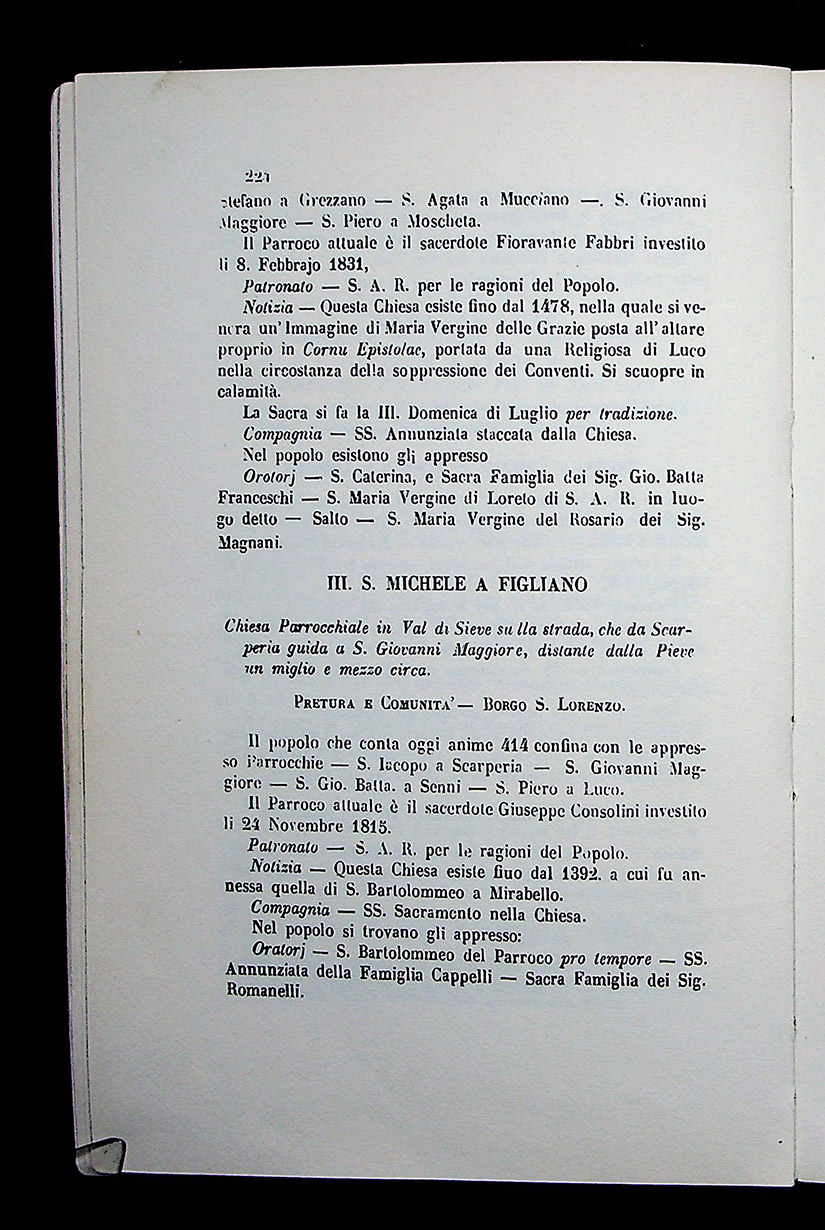 221
Stefano a Grezzano — S. Agata a Mucciano —. S. Giovanni
Maggiore — S. Piero a Moscheta.
Il Parroco attuale è il sacerdote Fioravante Fabbri investito
li 8. Febbrajo 1831,
Patronato — S. A. R. per le ragioni del Popolo.
Notizia — Questa Chiesa esiste fino dal 1478, nella quale si ve-
nera un' Immagine di Maria Vergine delle Grazie posta all' altare
proprio in Cornu Epistolae, portata da una Religiosa di Luco
nella circostanza della soppressione dei Conventi. Si scuopre in
calamità.
La Sacra si fa la III. Domenica di Luglio per tradizione.
Compagnia — SS. Annunziata staccata dalla Chiesa.
Nel popolo esistono gli appresso
Orotorj — S. Caterina, e Sacra Famiglia dei Sig. Gio. Batta
Franceschi — S. Maria Vergine di Loreto di S. A. R. in luo-
go detto — Salto — S. Maria Vergine del Rosario dei Sig.
Magnani.
III. S. MICHELE A FIGLIANO
Chiesa Parrocchiale in Val di Sieve su lla strada, che da Scar-
peria guida a S. Giovanni Maggiore, distante dalla Pieve
un miglio e mezzo circa.
PRETURA E COMUNITA' — BORGO S. LORENZO.
Il popolo che conta oggi anime 414 confina con le appres-
so Parrocchie — S. Iacopo a Scarperia — S. Giovanni Mag-
giore — S. Gio. Batta. a Senni — S. Piero a Luco.
Il Parroco attuale è il sacerdote Giuseppe Consolini investito
li 24 Novembre 1815.
Patronato — S. A. R. per le ragioni del Popolo.
Notizia — Questa Chiesa esiste fino dal 1392. a cui fu an-
nessa quella di S. Bartolommeo a Mirabello.
Compagnia — SS. Sacramento nella Chiesa.
Nel popolo si trovano gli appresso:
Oratorj — S. Bartolommeo del Parroco pro tempore — SS.
Annunziata della Famiglia Cappelli — Sacra Famiglia dei Sig.
Romanelli.